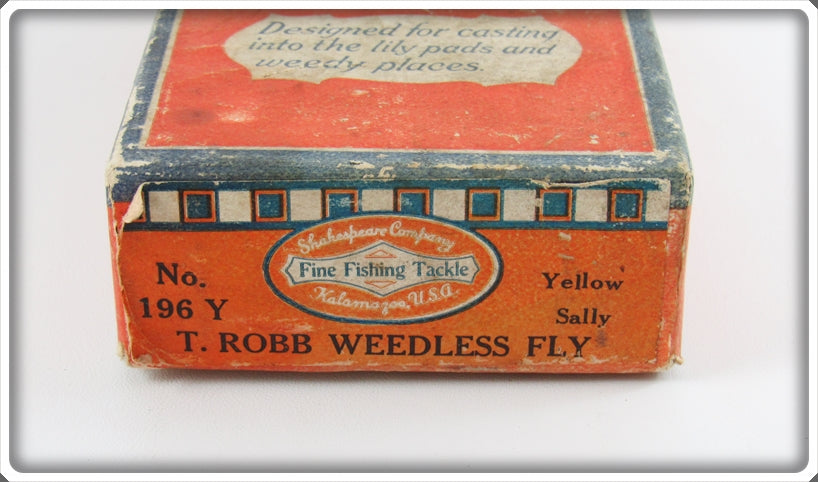 Designed for casting
into the lily pads and
weedy places.
Shakespeare Company
Fine Fishing Tackle
Kalamazoo, U.S.A.
No.
196 Y
Yellow
Sally
T. ROBB WEEDLESS FLY